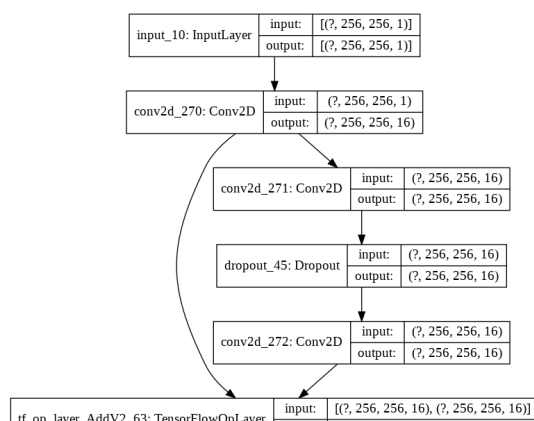 input_10: InputLayer
input: [(?, 256, 256, 1)]
output: [(?, 256, 256, 1)]
conv2d_270: Conv2D
input: (?, 256, 256, 1)
output: (?, 256, 256, 16)
conv2d_271: Conv2D
input: (?, 256, 256, 16)
output: (?, 256, 256, 16)
dropout_45: Dropout
input: (?, 256, 256, 16)
output: (?, 256, 256, 16)
conv2d_272: Conv2D
input: (?, 256, 256, 16)
output: (?, 256, 256, 16)
tf_op_layer_AddV2_63: TensorFlowOpLayer
input: [(?, 256, 256, 16), (?, 256, 256, 16)]